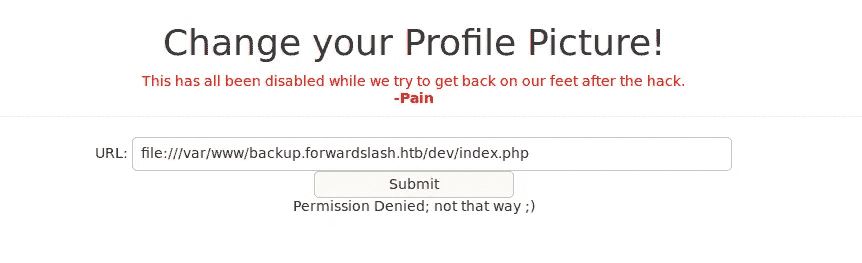 Change your Profile Picture!
This has all been disabled while we try to get back on our feet after the hack.
-Pain
URL: file:///var/www/backup.forwardslash.htb/dev/index.php
Submit
Permission Denied; not that way ;)